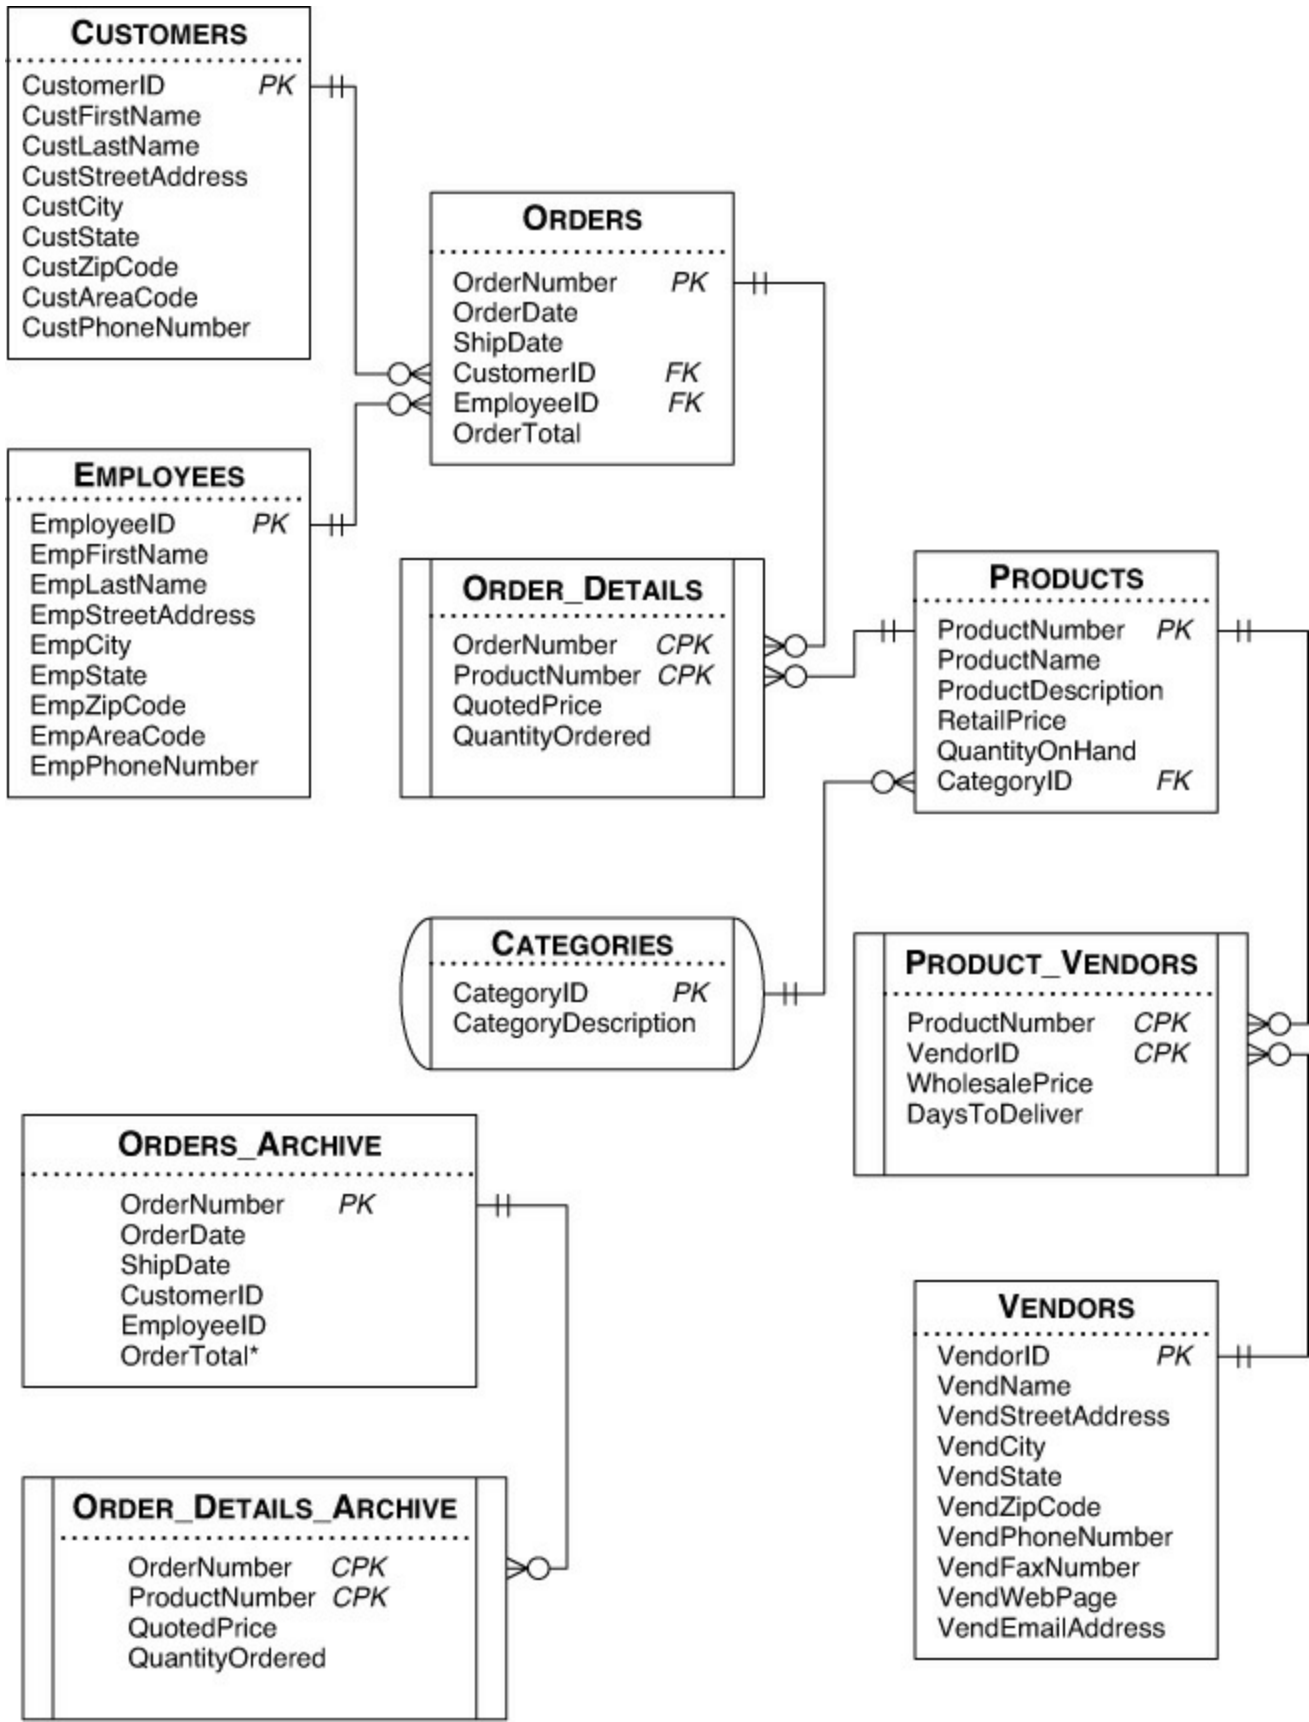 CUSTOMERS
CustomerID PK
CustFirstName
CustLastName
CustStreetAddress
CustCity
CustState
CustZipCode
CustAreaCode
CustPhoneNumber
ORDERS
OrderNumber PK
OrderDate
ShipDate
CustomerID FK
EmployeeID FK
OrderTotal
EMPLOYEES
EmployeeID PK
EmpFirstName
EmpLastName
EmpStreetAddress
EmpCity
EmpState
EmpZipCode
EmpAreaCode
EmpPhoneNumber
ORDER_DETAILS
OrderNumber CPK
ProductNumber CPK
QuotedPrice
QuantityOrdered
PRODUCTS
ProductNumber PK
ProductName
ProductDescription
RetailPrice
QuantityOnHand
CategoryID FK
CATEGORIES
CategoryID PK
CategoryDescription
PRODUCT_VENDORS
ProductNumber CPK
VendorID CPK
WholesalePrice
DaysToDeliver
ORDERS_ARCHIVE
OrderNumber PK
OrderDate
ShipDate
CustomerID
EmployeeID
OrderTotal*
VENDORS
VendorID PK
VendName
VendStreetAddress
VendCity
VendState
VendZipCode
VendPhoneNumber
VendFaxNumber
VendWebPage
VendEmailAddress
ORDER_DETAILS_ARCHIVE
OrderNumber CPK
ProductNumber CPK
QuotedPrice
QuantityOrdered